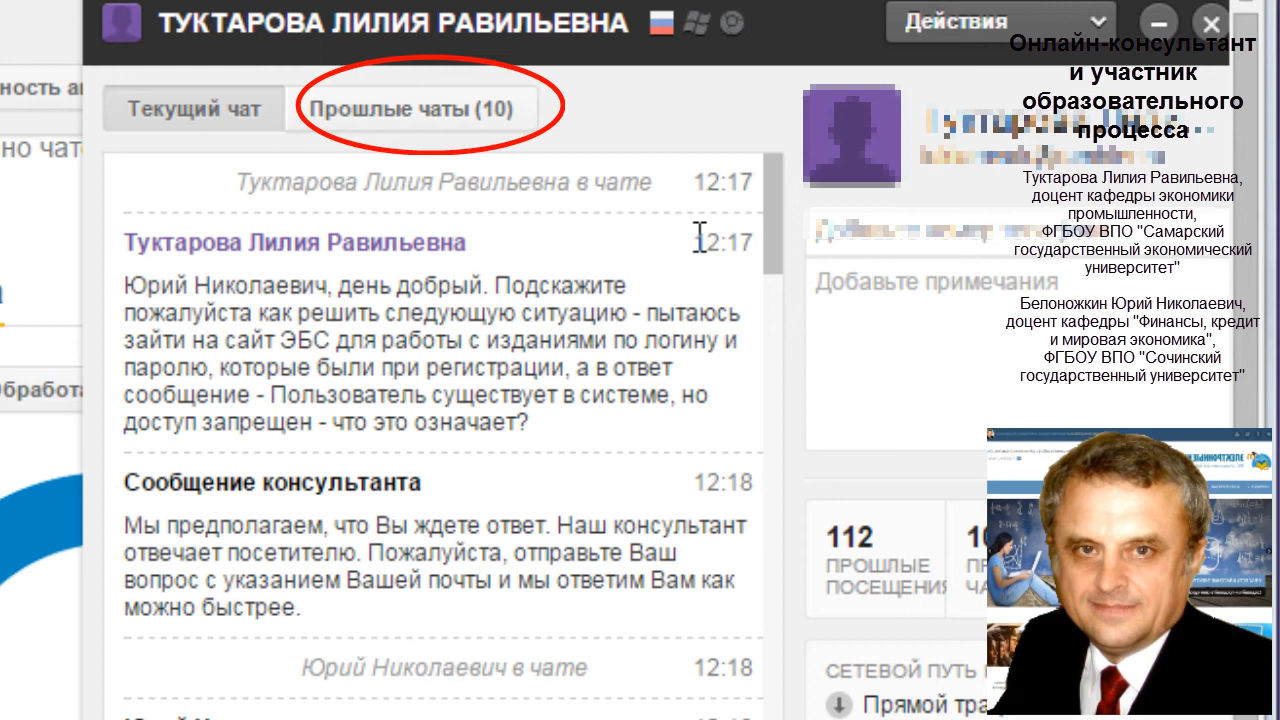 ТУКТАРОВА ЛИЛИЯ РАВИЛЬЕВНА
Действия
Онлайн-консультант
и участник
образовательного
процесса
Текущий чат
Прошлые чаты (10)
Туктарова Лилия Равильевна в чате 12:17
Туктарова Лилия Равильевна 12:17
Юрий Николаевич, день добрый. Подскажите
пожалуйста как решить следующую ситуацию - пытаюсь
зайти на сайт ЭБС для работы с изданиями по логину и
паролю, которые были при регистрации, а в ответ
сообщение - Пользователь существует в системе, но
доступ запрещен - что это означает?
Сообщение консультанта 12:18
Мы предполагаем, что Вы ждете ответ. Наш консультант
отвечает посетителю. Пожалуйста, отправьте Ваш
вопрос с указанием Вашей почты и мы ответим Вам как
можно быстрее.
Юрий Николаевич в чате 12:18
Туктарова Лилия Равильевна,
доцент кафедры экономики
промышленности,
ФГБОУ ВПО "Самарский
государственный экономический
университет"
Добавьте примечания
Белоножкин Юрий Николаевич,
доцент кафедры "Финансы, кредит
и мировая экономика",
ФГБОУ ВПО "Сочинский
государственный университет"
112
ПРОШЛЫЕ
ПОСЕЩЕНИЯ
СЕТЕВОЙ ПУТЬ
Прямой тра